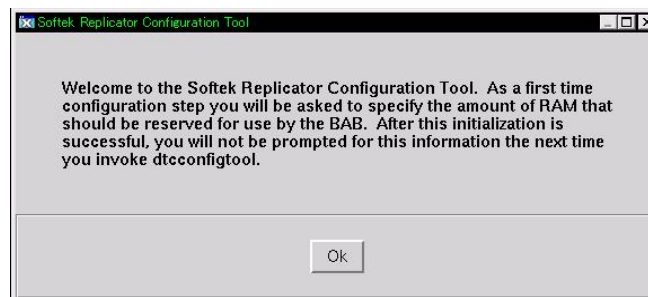 Softek Replicator Configuration Tool
Welcome to the Softek Replicator Configuration Tool. As a first time
configuration step you will be asked to specify the amount of RAM that
should be reserved for use by the BAB. After this initialization is
successful, you will not be prompted for this information the next time
you invoke dtcconfigtool.
Ok